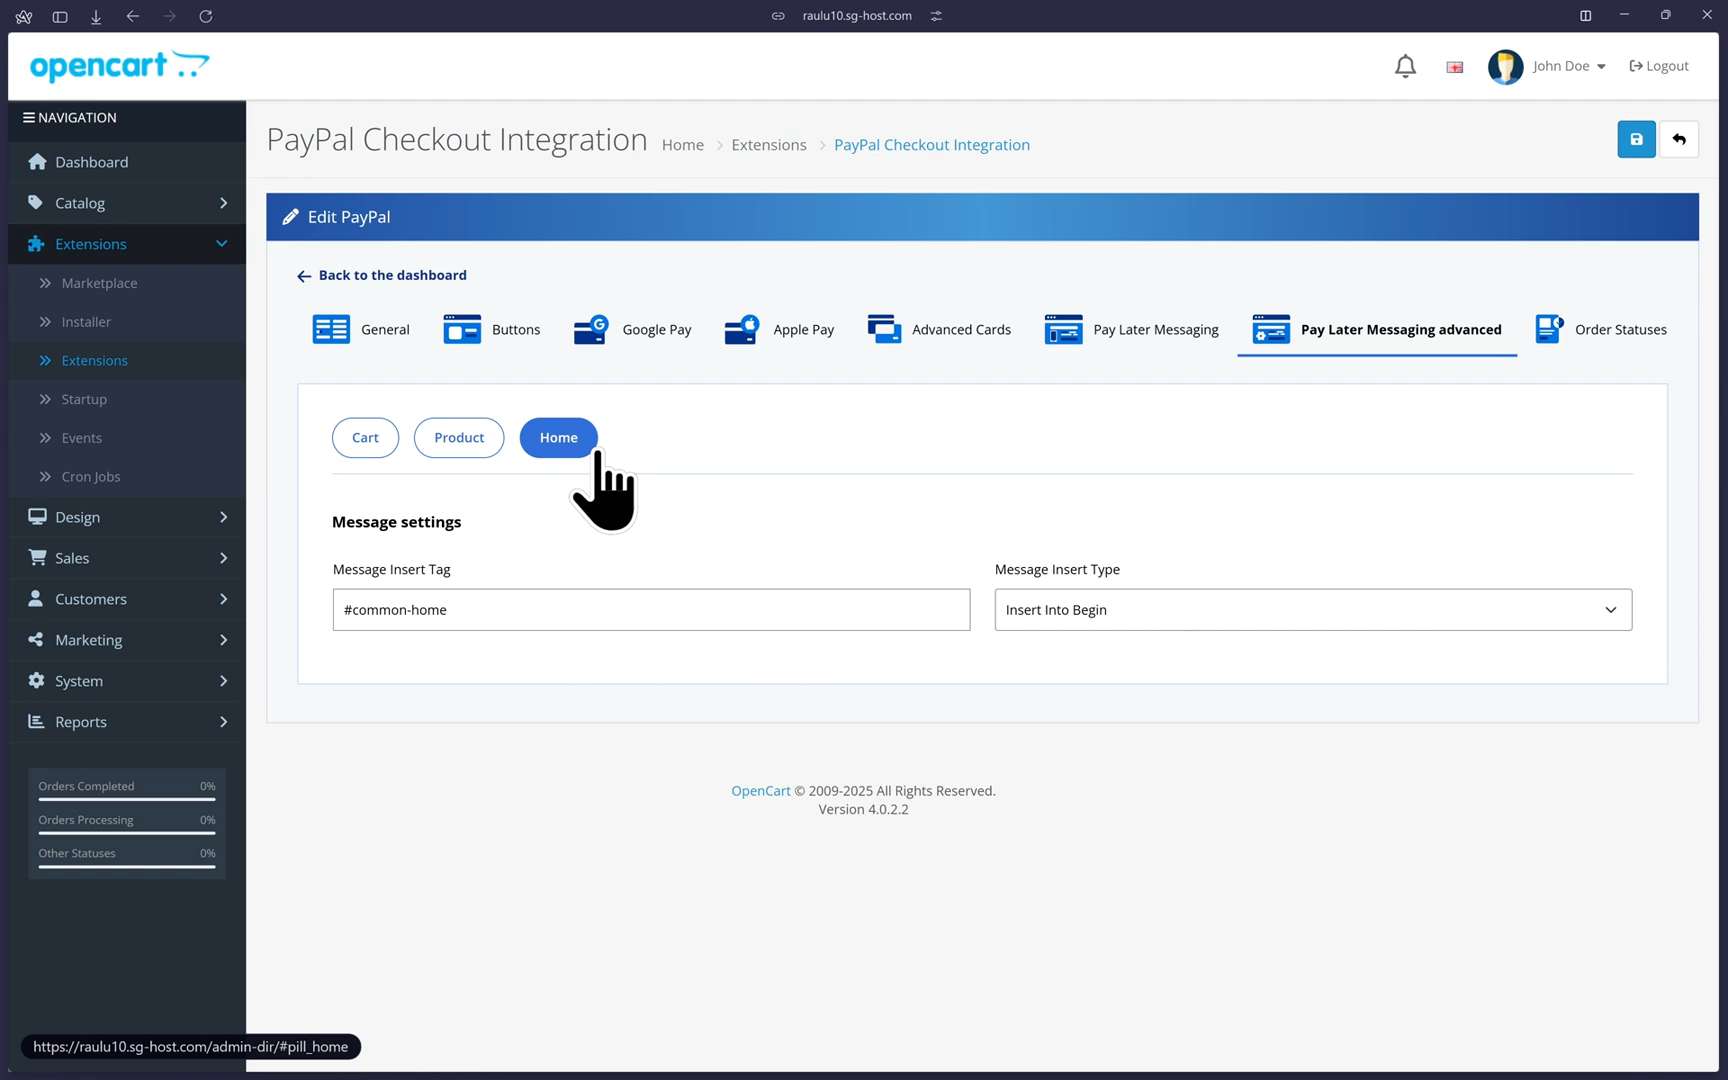 raulu10.sg-host.com
opencart
John Doe
Logout
NAVIGATION
Dashboard
Catalog
Extensions
Marketplace
Installer
Extensions
Startup
Events
Cron Jobs
Design
Sales
Customers
Marketing
System
Reports
Orders Completed 0%
Orders Processing 0%
Other Statuses 0%
PayPal Checkout Integration
Home > Extensions > PayPal Checkout Integration
Edit PayPal
Back to the dashboard
General
Buttons
Google Pay
Apple Pay
Advanced Cards
Pay Later Messaging
Pay Later Messaging advanced
Order Statuses
Cart
Product
Home
Message settings
Message Insert Tag
#common-home
Message Insert Type
Insert Into Begin
OpenCart © 2009-2025 All Rights Reserved.
Version 4.0.2.2
https://raulu10.sg-host.com/admin-dir/#pill_home